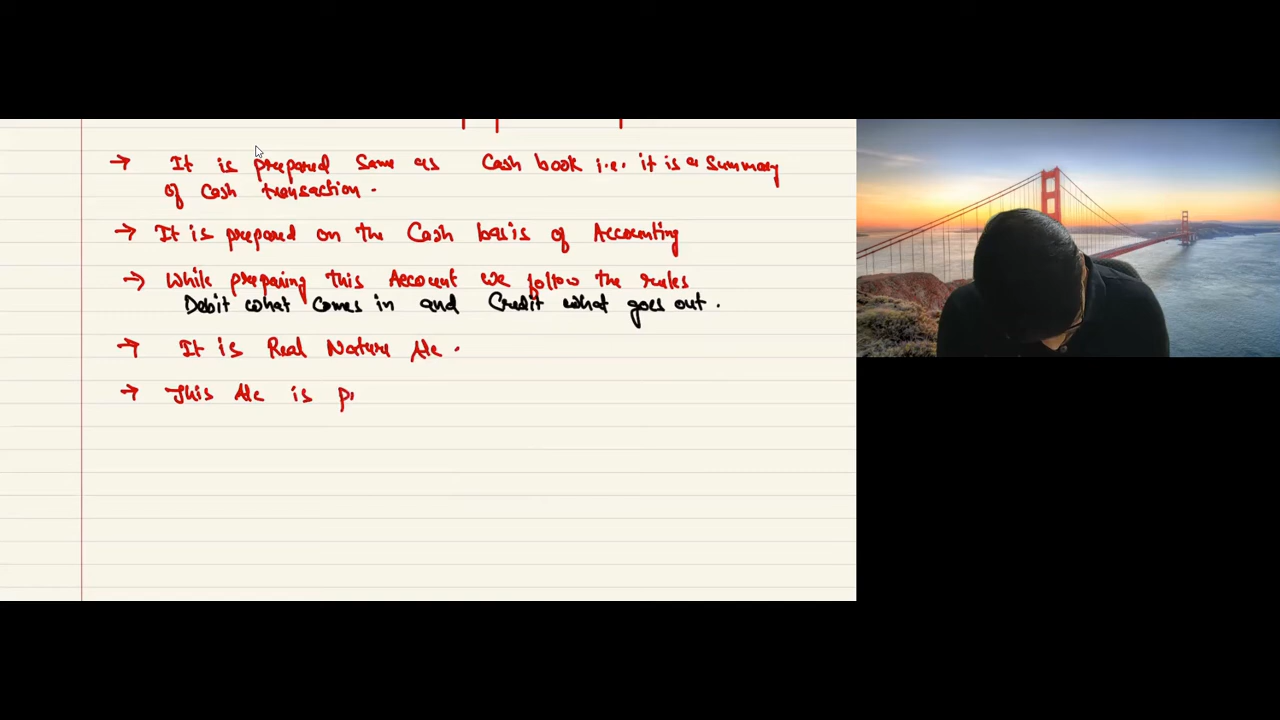 → It is prepared Same as Cash book i.e. it is a Summary
of Cash transaction.
→ It is prepared on the Cash basis of Accounting
→ While preparing this Account we follow the rules
Debit what Comes in and Credit what goes out.
→ It is Real Nature A/c.
→ This A/c is